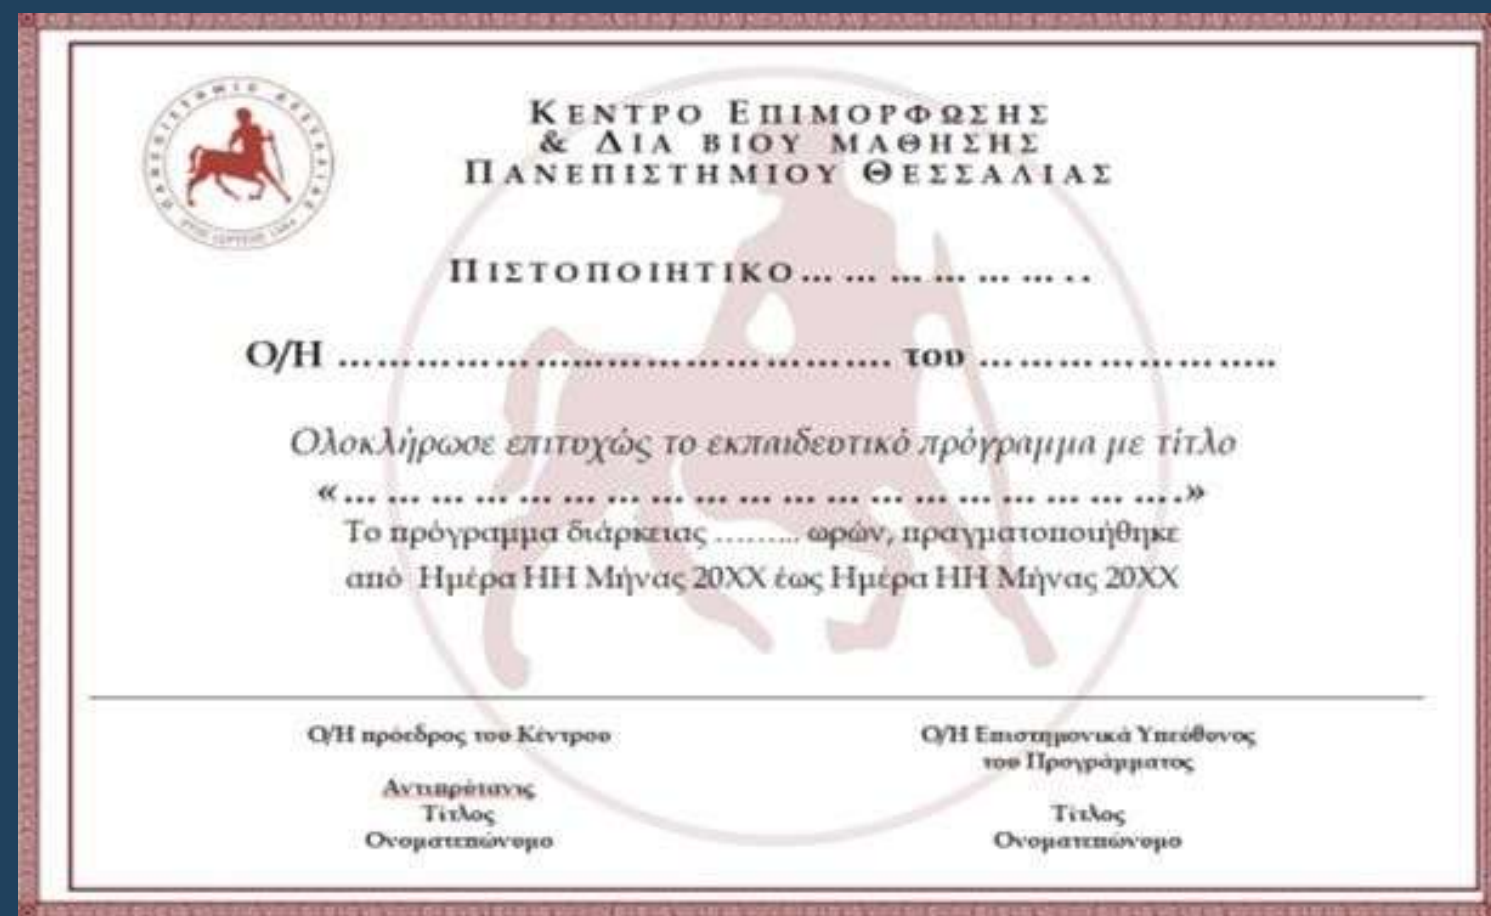 ΠΑΝΕΠΙΣΤΗΜΙΟ ΘΕΣΣΑΛΙΑΣ
ΚΕΝΤΡΟ ΕΠΙΜΟΡΦΩΣΗΣ
& ΔΙΑ ΒΙΟΥ ΜΑΘΗΣΗΣ
ΠΑΝΕΠΙΣΤΗΜΙΟΥ ΘΕΣΣΑΛΙΑΣ
ΠΙΣΤΟΠΟΙΗΤΙΚΟ... ... ... ... ... ... . .
Ο/Η ……………………………………. του …………………..
Ολοκλήρωσε επιτυχώς το εκπαιδευτικό πρόγραμμα με τίτλο
«... ... ... ... ... ... ... ... ... ... ... ... ... ... ... ... ... ... ... .»
Το πρόγραμμα διάρκειας ……... ωρών, πραγματοποιήθηκε
από Ημέρα ΗΗ Μήνας 20ΧΧ έως Ημέρα ΗΗ Μήνας 20ΧΧ
Ο/Η πρόεδρος του Κέντρου
Αντιπρύτανις
Τίτλος
Ονοματεπώνυμο
Ο/Η Επιστημονικά Υπεύθυνος
του Προγράμματος
Τίτλος
Ονοματεπώνυμο